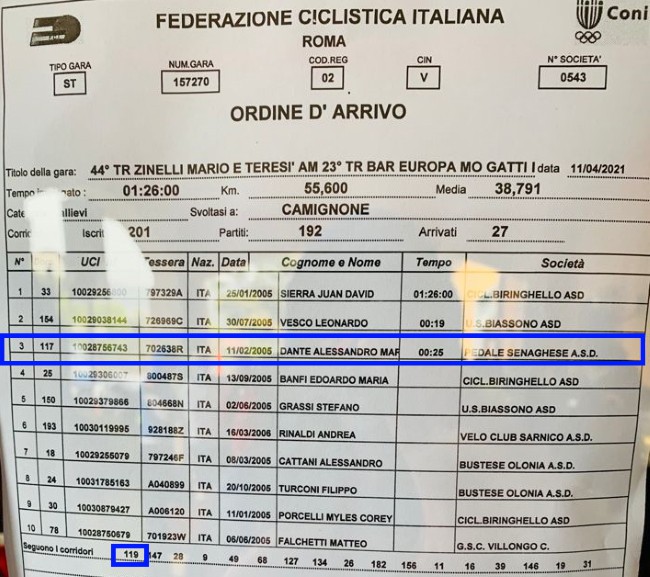 FEDERAZIONE CICLISTICA ITALIANA
Coni
ROMA
TIPO GARA NUM.GARA COD.REG CIN N° SOCIETA'
ST 157270 02 V 0543
ORDINE D' ARRIVO
Titolo della gara: 44° TR ZINELLI MARIO E TERESI' AM 23° TR BAR EUROPA MO GATTI I data 11/04/2021
Tempo : 01:26:00 Km. 55,600 Media 38,791
Svoltasi a: CAMIGNONE
201 Partiti: 192 Arrivati 27
N° UCI Tessera Naz. Data Cognome e Nome Tempo Società
1 33 797329A ITA 25/01/2005 SIERRA JUAN DAVID 01:26:00 CICL.BIRINGHELLO ASD
2 154 10029038144 726969C ITA 30/07/2005 VESCO LEONARDO 00:19 U.S.BIASSONO ASD
3 117 10028756743 702638R ITA 11/02/2005 DANTE ALESSANDRO MAR 00:25 PEDALE SENAGHESE A.S.D.
4 25 800487S ITA 13/09/2005 BANFI EDOARDO MARIA CICL.BIRINGHELLO ASD
5 150 10029379866 804668N ITA 02/06/2005 GRASSI STEFANO U.S.BIASSONO ASD
6 193 10030119995 928188Z ITA 16/03/2006 RINALDI ANDREA VELO CLUB SARNICO A.S.D.
7 18 10029255079 797246F ITA 08/03/2005 CATTANI ALESSANDRO BUSTESE OLONIA A.S.D.
8 24 10031785163 A040899 ITA 20/10/2005 TURCONI FILIPPO BUSTESE OLONIA A.S.D.
9 30 10030879427 A006120 ITA 11/01/2005 PORCELLI MYLES COREY CICL.BIRINGHELLO ASD
10 78 10028750679 701923W ITA 06/06/2005 FALCHETTI MATTEO G.S.C. VILLONGO C.
Seguono i corridori 119 147 28 9 49 68 127 134 26 182 156 11 16 39 146 19 31